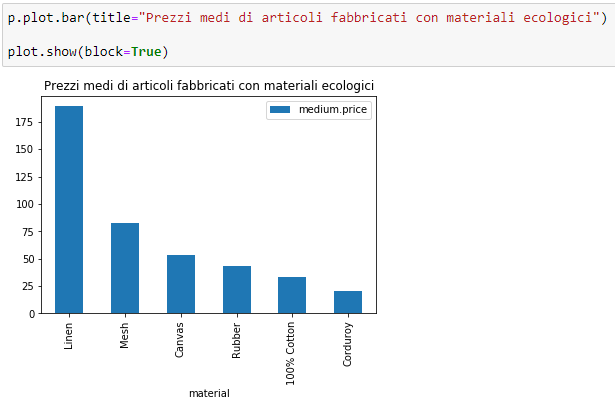 p.plot.bar(title="Prezzi medi di articoli fabbricati con materiali ecologici")
plot.show(block=True)
Prezzi medi di articoli fabbricati con materiali ecologici
medium.price
175
150
125
100
75
50
25
0
Linen
Mesh
Canvas
Rubber
100% Cotton
Corduroy
material